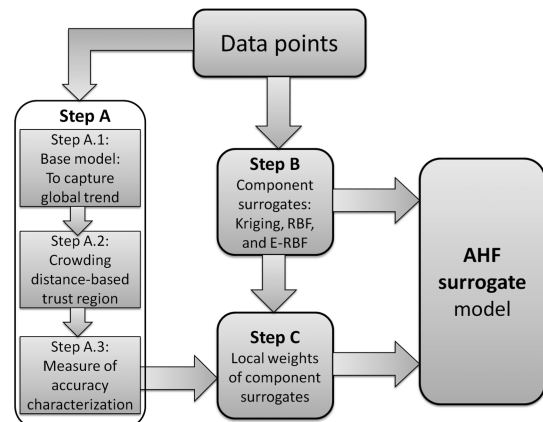 Data points
Step A
Step A.1:
Base model:
To capture
global trend
Step A.2:
Crowding
distance-based
trust region
Step A.3:
Measure of
accuracy
characterization
Step B
Component
surrogates:
Kriging, RBF,
and E-RBF
Step C
Local weights
of component
surrogates
AHF
surrogate
model